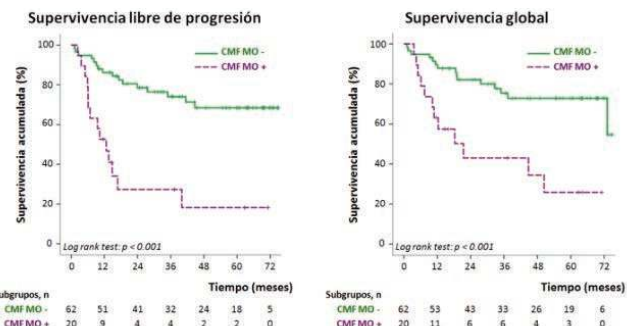 Supervivencia libre de progresión
Supervivencia acumulada (%)
100
80
60
40
20
0
CMF MO -
CMF MO +
Log rank test: p < 0.001
0 12 24 36 48 60 72
Tiempo (meses)
Subgrupos, n
CMF MO - 62 51 41 32 24 18 5
CMF MO + 20 9 4 4 2 2 0
Supervivencia global
Supervivencia acumulada (%)
100
80
60
40
20
0
CMF MO -
CMF MO +
Log rank test: p < 0.001
0 12 24 36 48 60 72
Tiempo (meses)
Subgrupos, n
CMF MO - 62 53 43 33 26 19 6
CMF MO + 20 11 6 6 4 3 0